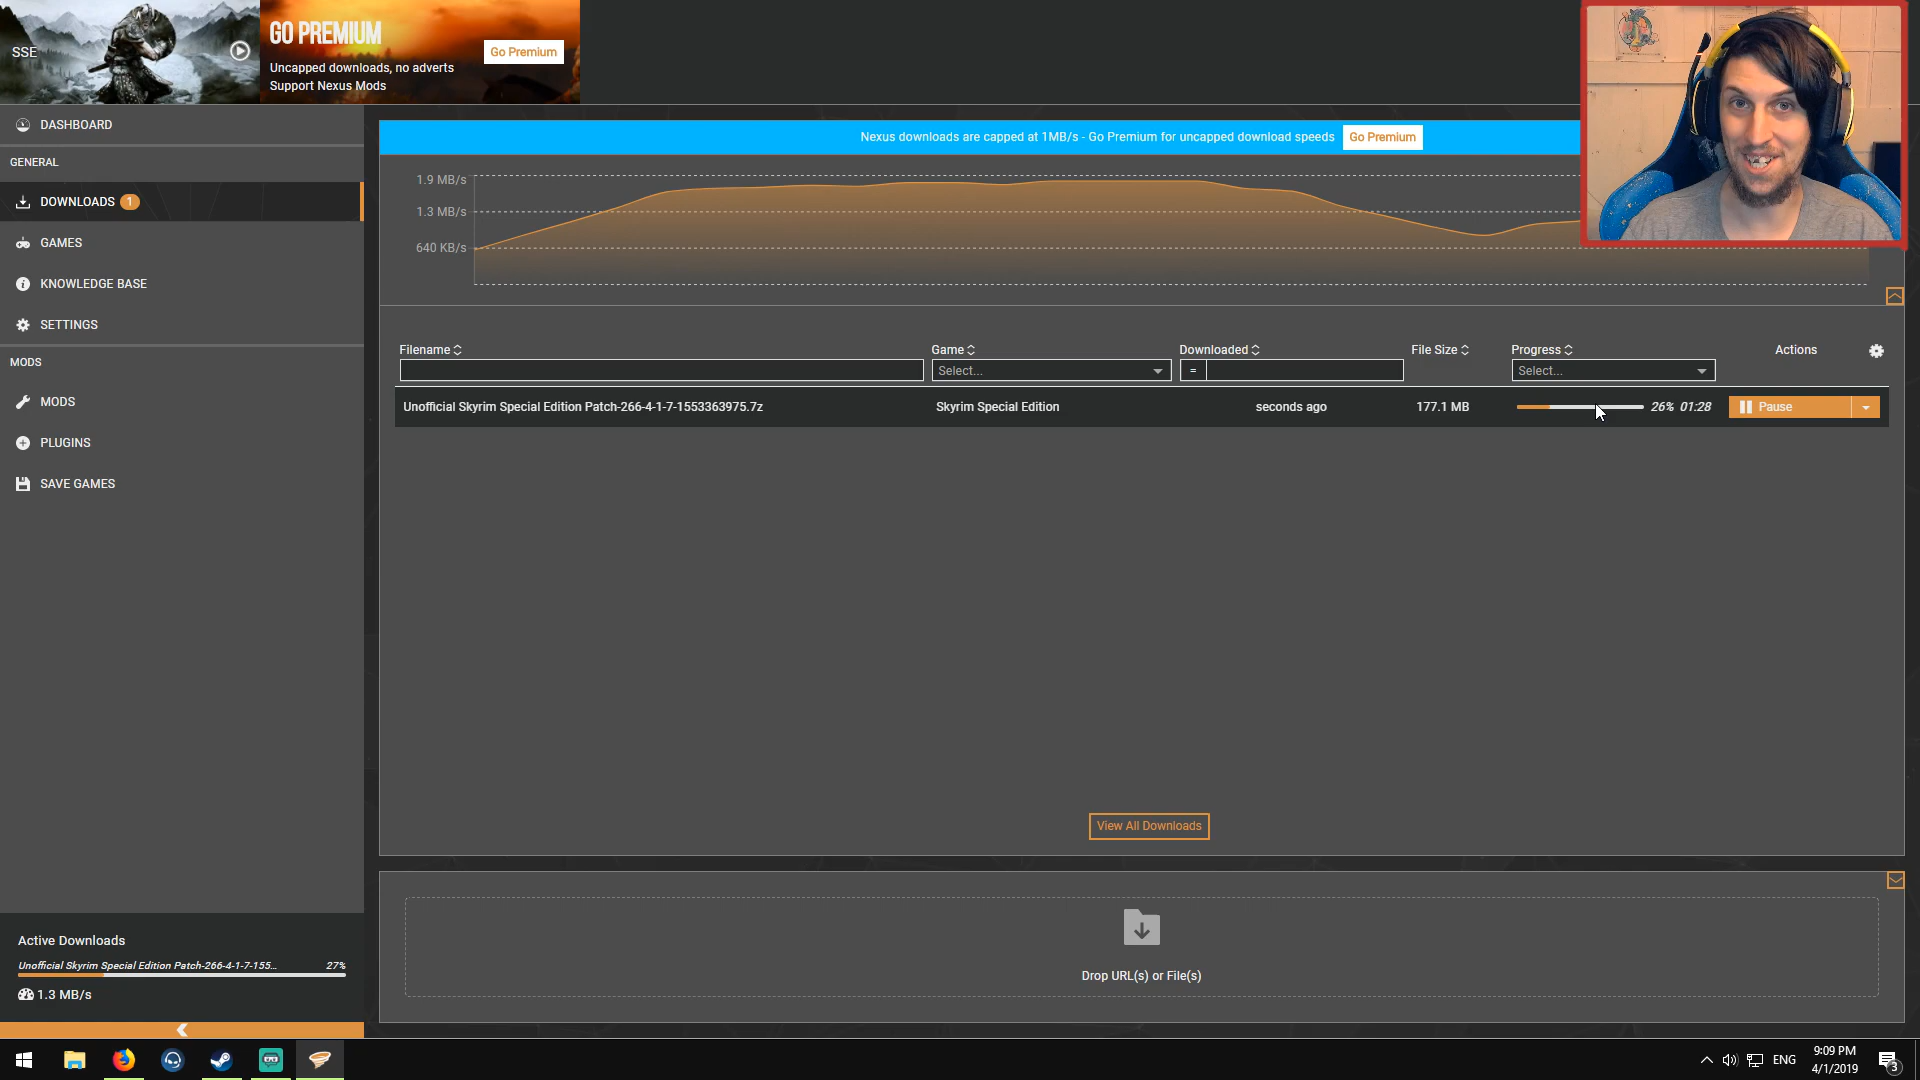 SSE
GO PREMIUM
Uncapped downloads, no adverts
Support Nexus Mods
Go Premium
DASHBOARD
GENERAL
DOWNLOADS 1
GAMES
KNOWLEDGE BASE
SETTINGS
MODS
MODS
PLUGINS
SAVE GAMES
Nexus downloads are capped at 1MB/s - Go Premium for uncapped download speeds Go Premium
1.9 MB/s
1.3 MB/s
640 KB/s
Filename Game Downloaded File Size Progress Actions
Select... = Select...
Unofficial Skyrim Special Edition Patch-266-4-1-7-1553363975.7z Skyrim Special Edition seconds ago 177.1 MB 26% 01:28 Pause
View All Downloads
Drop URL(s) or File(s)
Active Downloads
Unofficial Skyrim Special Edition Patch-266-4-1-7-155... 27%
1.3 MB/s
ENG
9:09 PM
4/1/2019
3